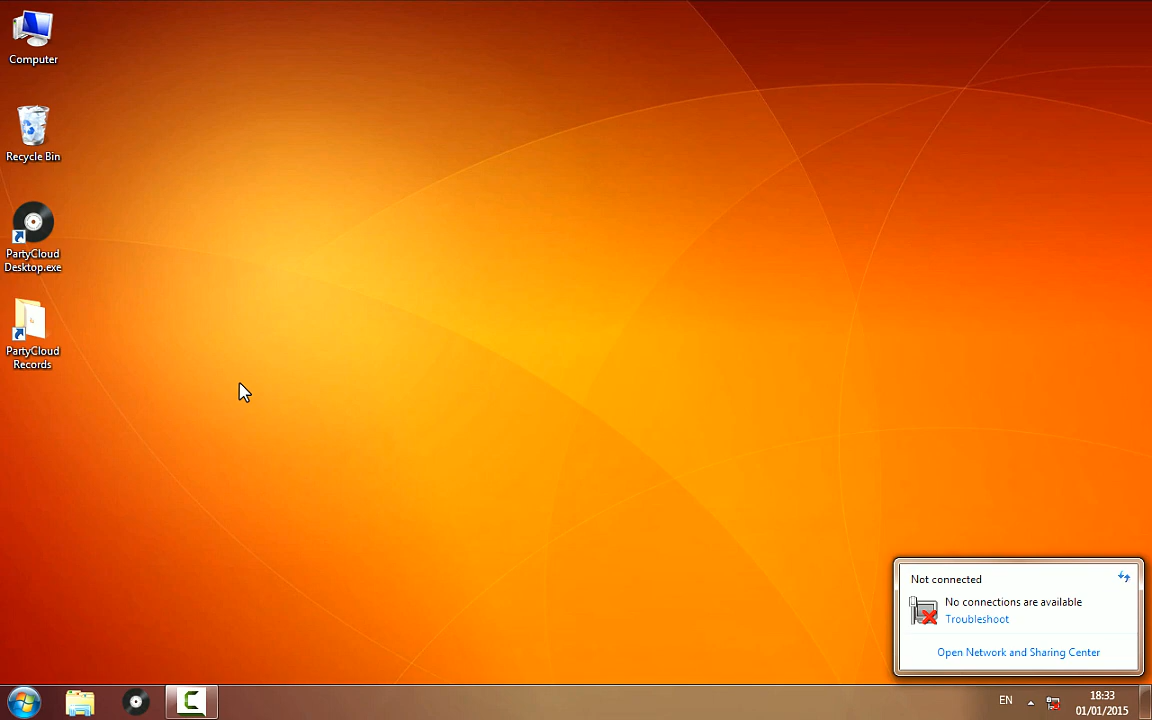 Computer
Recycle Bin
PartyCloud
Desktop.exe
PartyCloud
Records
Not connected
No connections are available
Troubleshoot
Open Network and Sharing Center
EN
18:33
01/01/2015